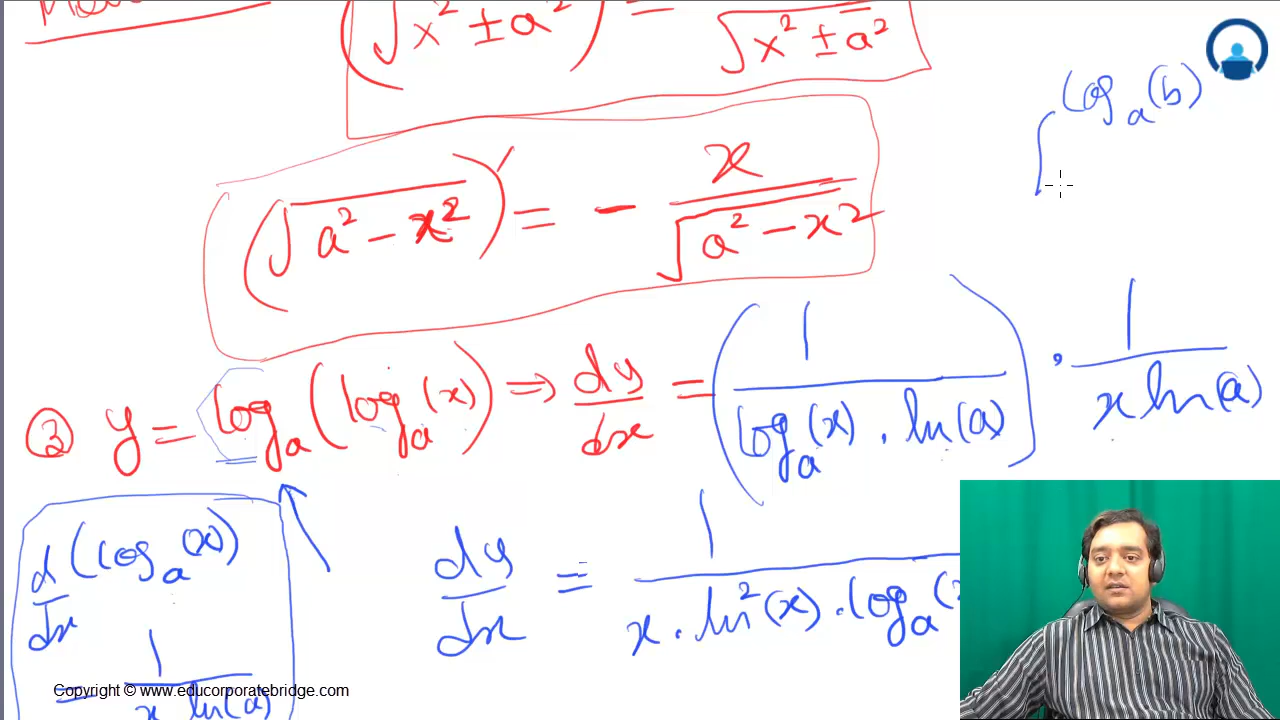 (√x² ± a²) = √x² ± a²
log_a(b)
(√a² − x²)' = − x / √a² − x²
② y = log_a(log_a(x)) ⇒ dy/dx = (1 / log_a(x) . ln(a)) . 1 / x ln(a)
d/dx (log_a(x)) = 1 / x ln(a)
dy/dx = 1 / x . ln²(x) . log_a(
Copyright © www.educorporatebridge.com